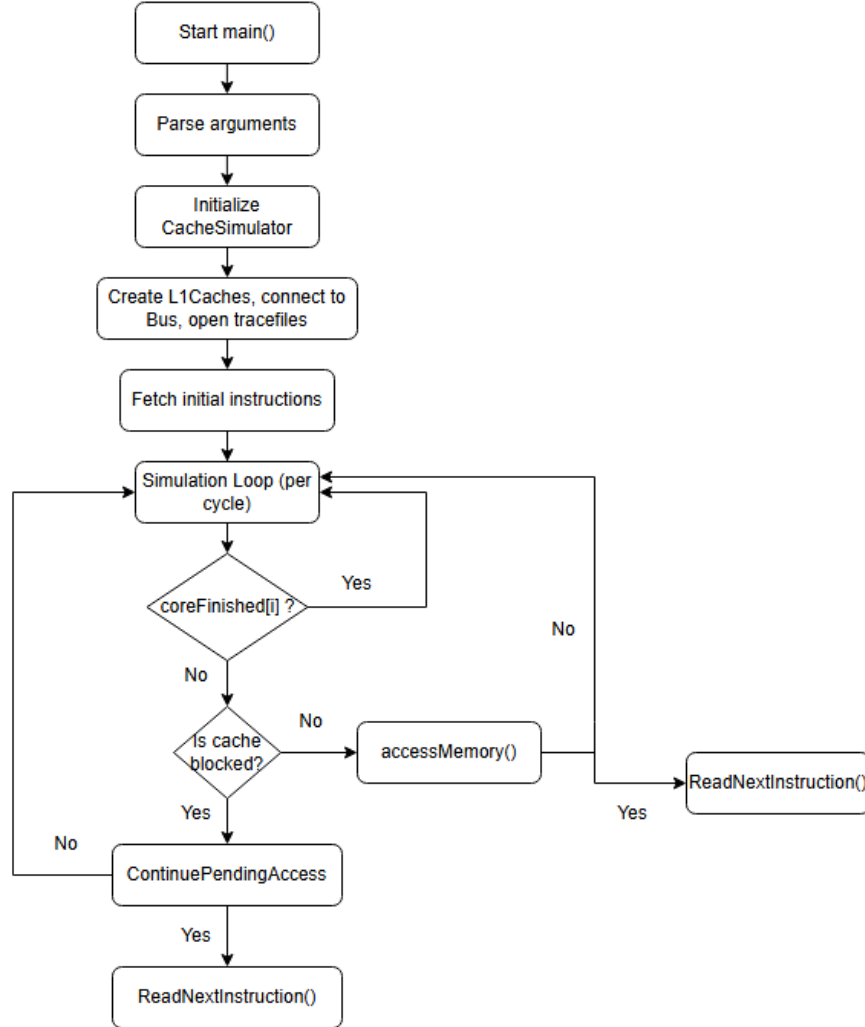 Start main()
Parse arguments
Initialize
CacheSimulator
Create L1Caches, connect to
Bus, open tracefiles
Fetch initial instructions
Simulation Loop (per
cycle)
Yes
coreFinished[i] ?
No
No
No
Is cache
blocked?
accessMemory()
ReadNextInstruction()
Yes
Yes
No
ContinuePendingAccess
Yes
ReadNextInstruction()